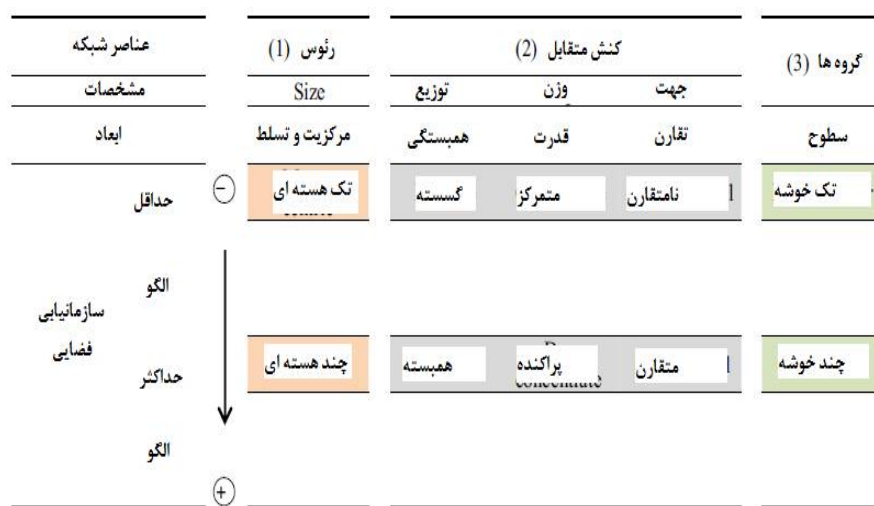 عناصر شبکه رئوس (1) کنش متقابل (2) گروه ها (3)
مشخصات Size توزیع وزن جهت
ابعاد مرکزیت و تسلط همبستگی قدرت تقارن سطوح
حداقل − تک هسته ای گسسته متمرکز نامتقارن تک خوشه
الگو
سازمانیابی
فضایی
حداکثر چند هسته ای همبسته پراکنده متقارن چند خوشه
الگو
+